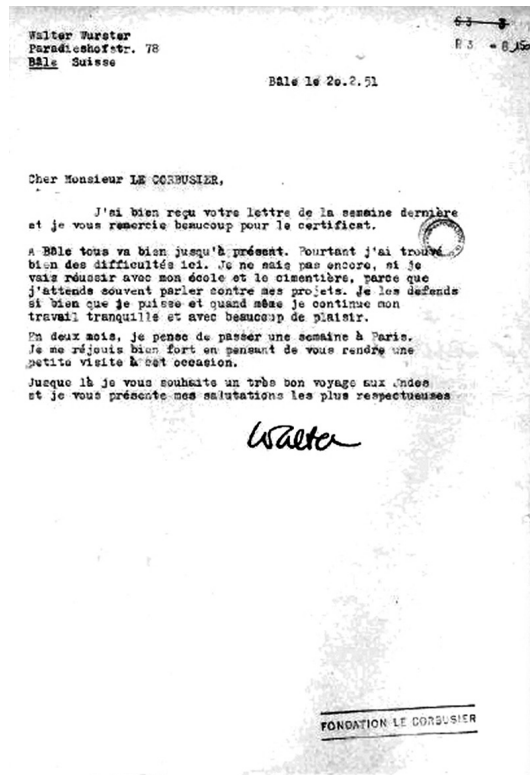 Walter Wurster
Paradieshofstr. 78
Bâle Suisse
Bâle le 20.2.51
Cher Monsieur LE CORBUSIER,
J'ai bien reçu votre lettre de la semaine dernière
et je vous remercie beaucoup pour le certificat.
A Bâle tous va bien jusqu'à présent. Pourtant j'ai trouvé
bien des difficultés ici. Je ne sais pas encore, si je
vais réussir avec mon école et le cimentière, parce que
j'attends souvent parler contre mes projets. Je les defends
si bien que je puisse et quand même je continue mon
travail tranquille et avec beaucoup de plaisir.
En deux mois, je pense de passer une semaine à Paris.
Je me réjouis bien fort en pensant de vous rendre une
petite visite à cet occasion.
Jusque là je vous souhaite un très bon voyage aux Indes
et je vous présente mes salutations les plus respectueuses
Walter
FONDATION LE CORBUSIER